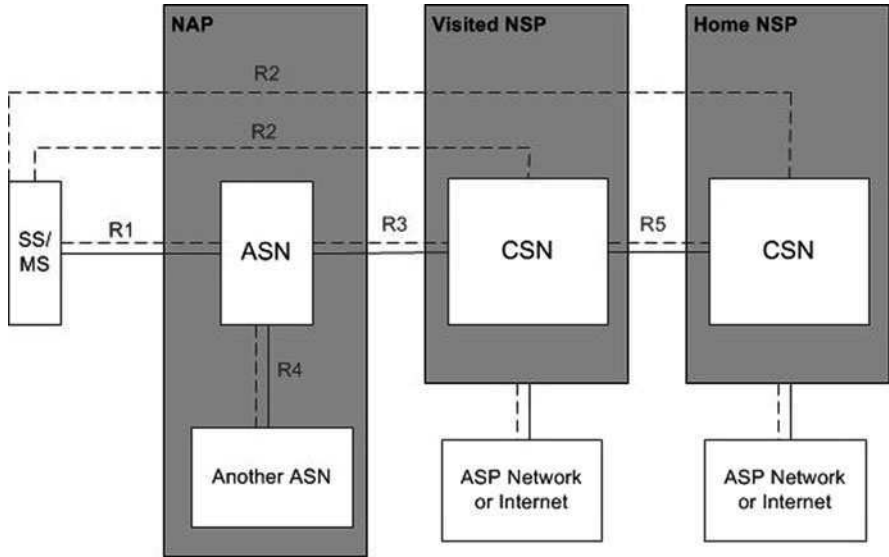 NAP
Visited NSP
Home NSP
R2
R2
SS/
MS
R1
ASN
R3
CSN
R5
CSN
R4
Another ASN
ASP Network
or Internet
ASP Network
or Internet